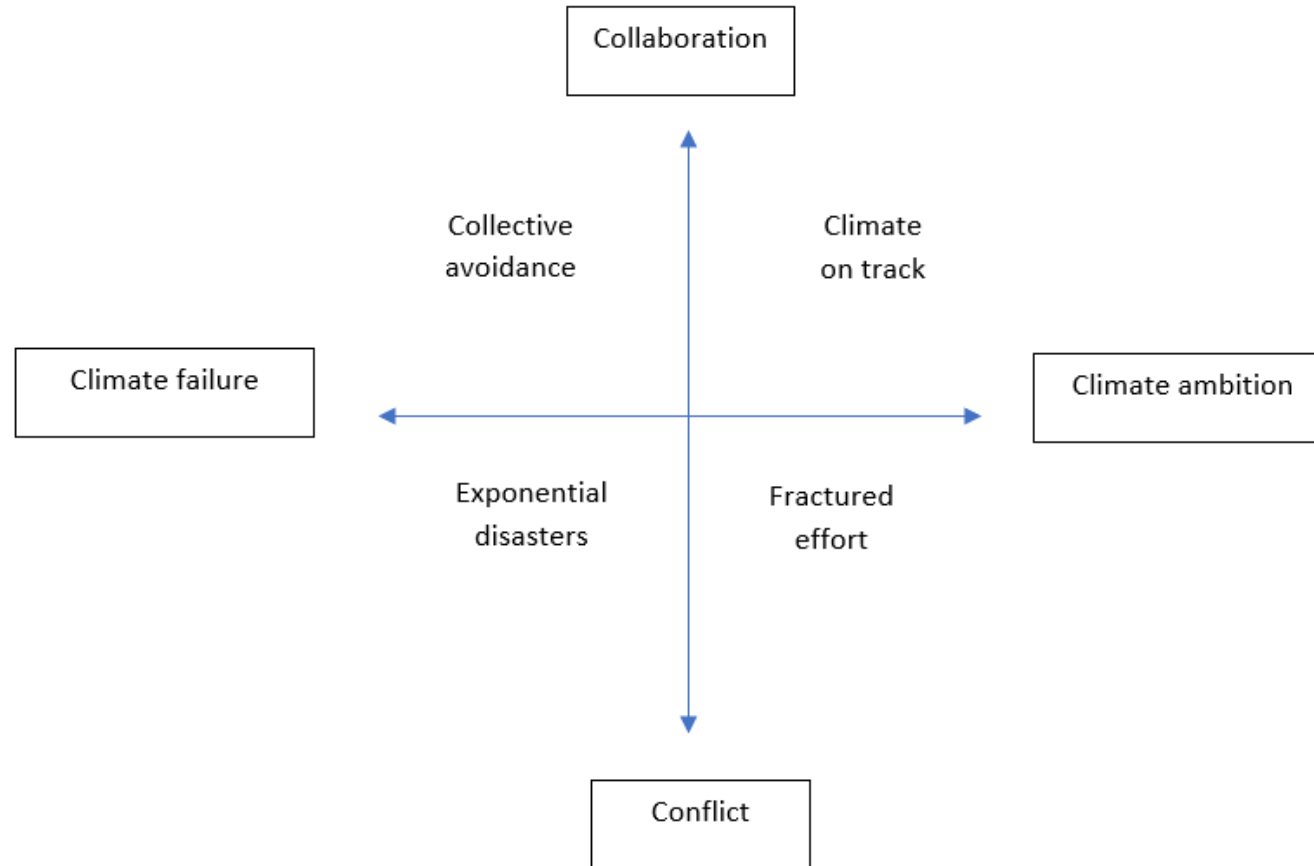 Collaboration
Collective
avoidance
Climate
on track
Climate failure
Climate ambition
Exponential
disasters
Fractured
effort
Conflict